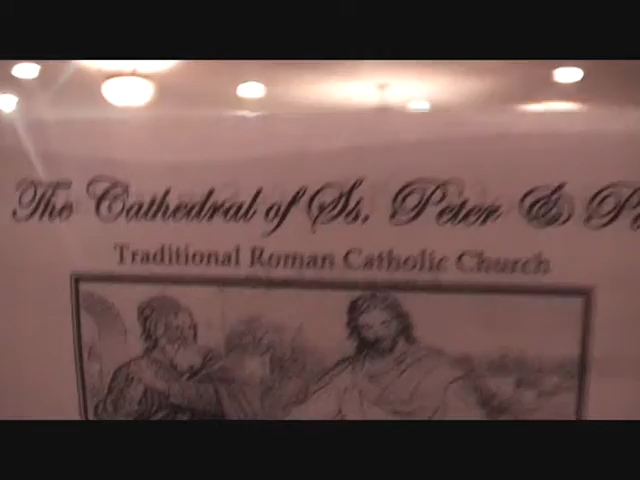 The Cathedral of Ss. Peter & P
Traditional Roman Catholic Church